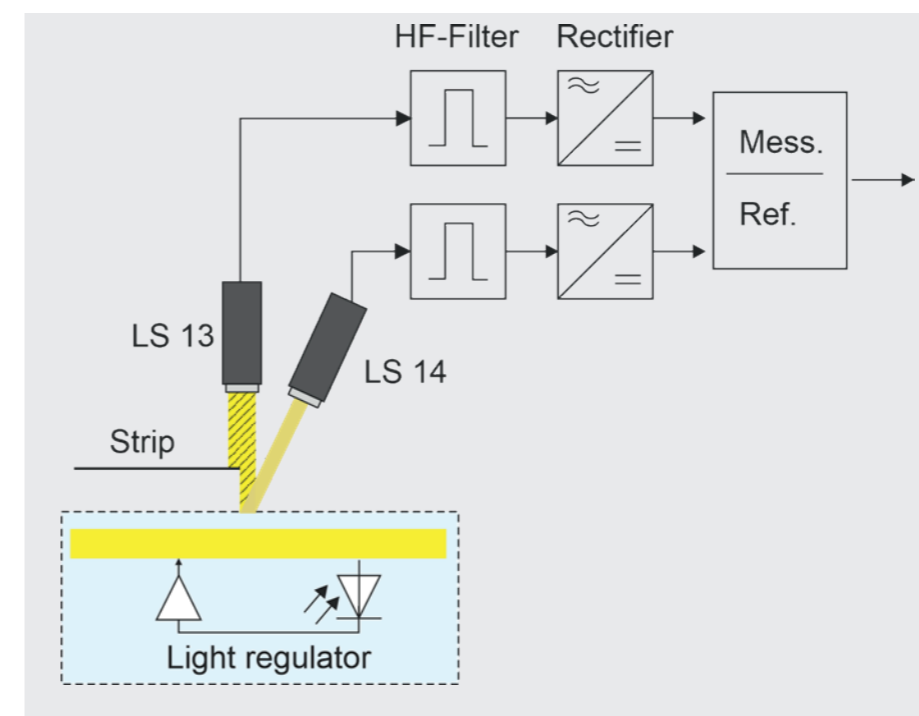 HF-Filter
Rectifier
Mess.
Ref.
LS 13
LS 14
Strip
Light regulator